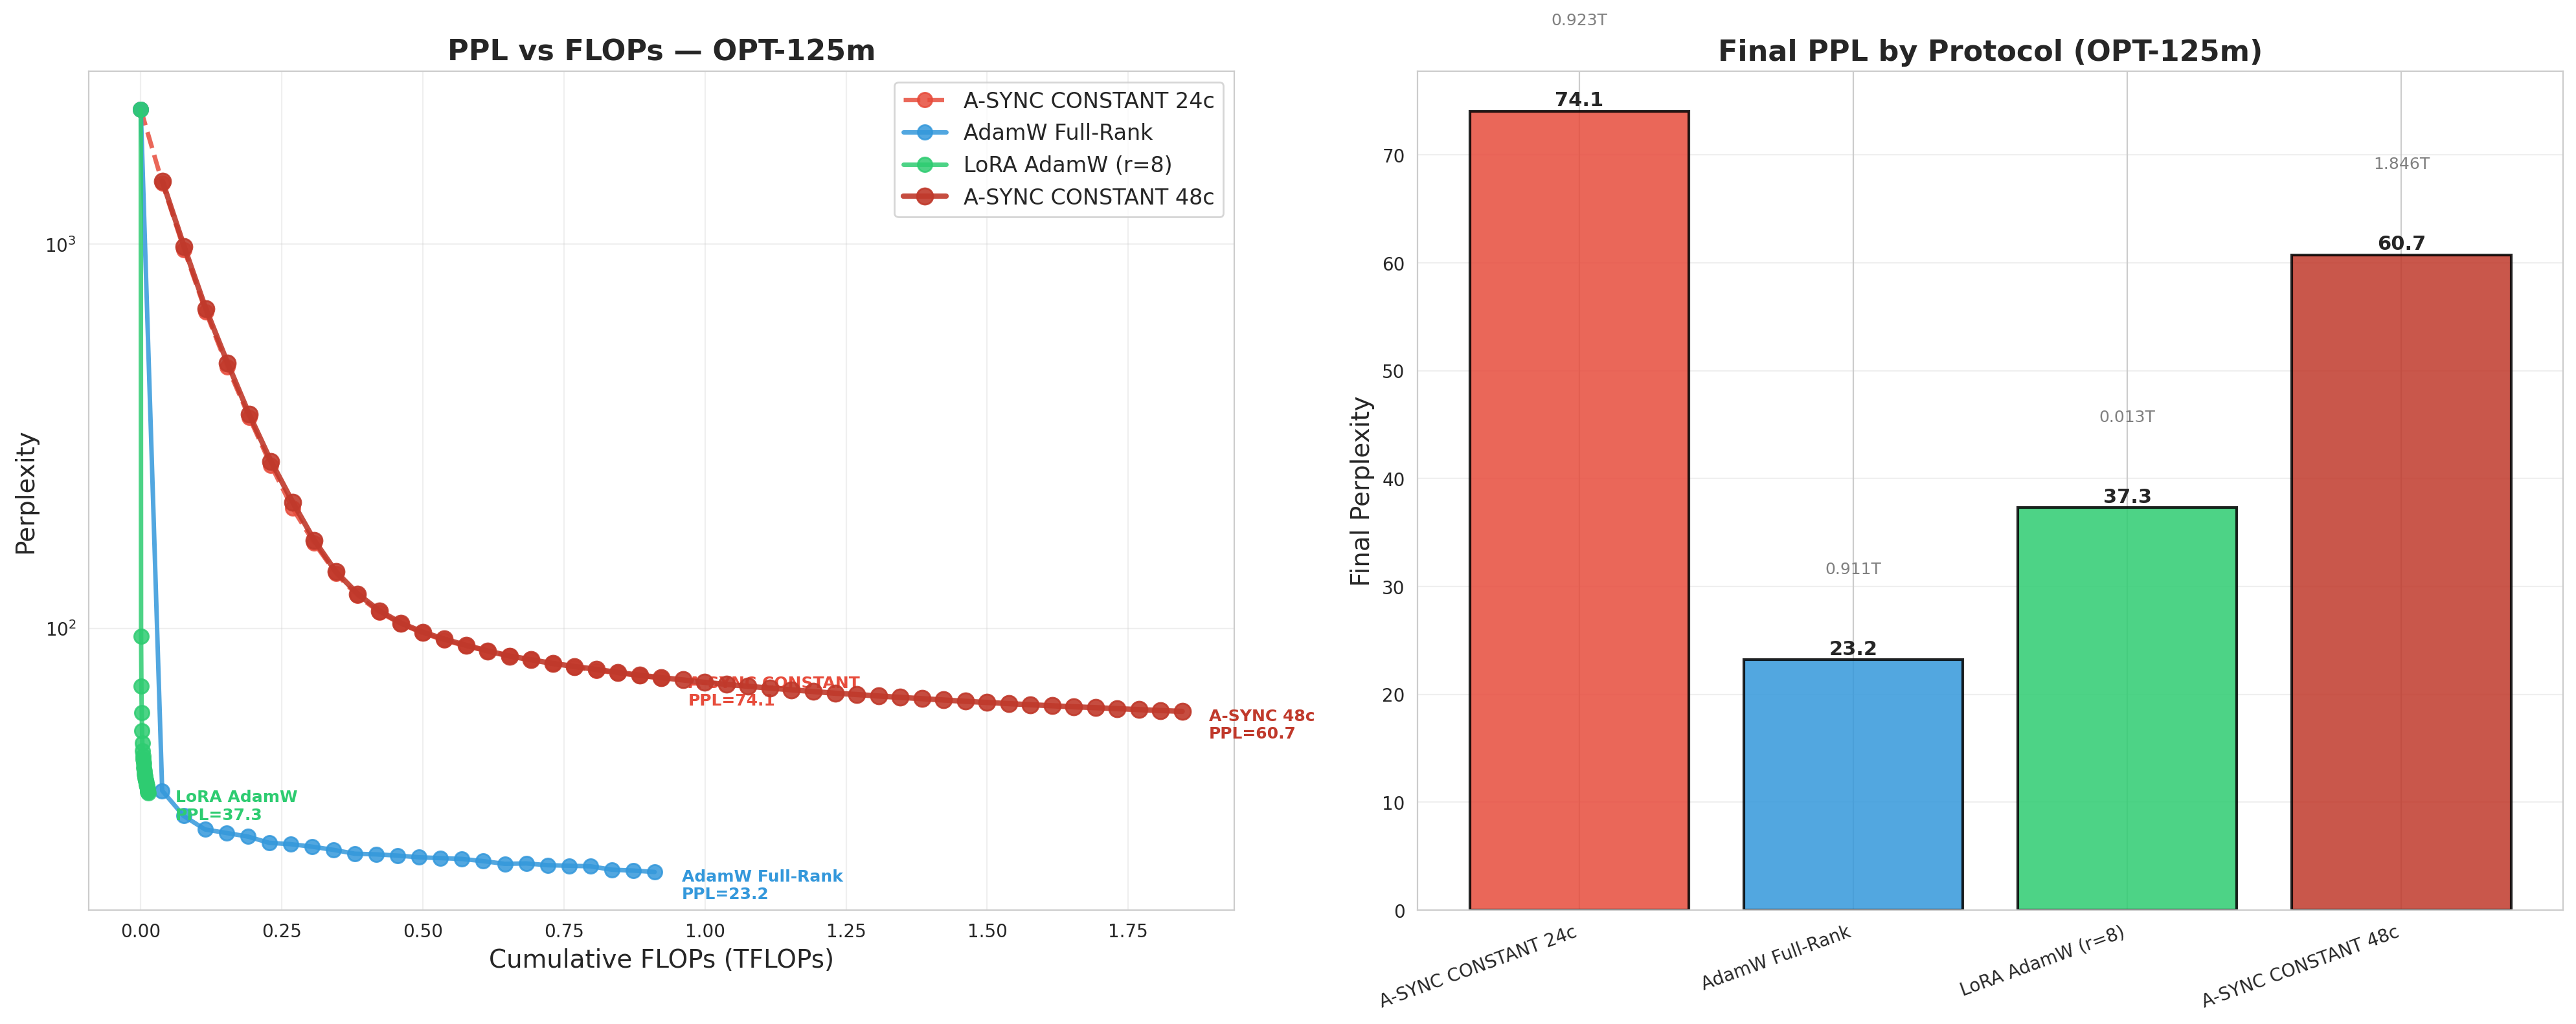 PPL vs FLOPs — OPT-125m
A-SYNC CONSTANT 24c
AdamW Full-Rank
LoRA AdamW (r=8)
A-SYNC CONSTANT 48c
Perplexity
10³
10²
CONSTANT
PPL=74.1
A-SYNC 48c
PPL=60.7
LoRA AdamW
PPL=37.3
AdamW Full-Rank
PPL=23.2
0.00 0.25 0.50 0.75 1.00 1.25 1.50 1.75
Cumulative FLOPs (TFLOPs)
0.923T
Final PPL by Protocol (OPT-125m)
Final Perplexity
70
60
50
40
30
20
10
0
74.1
1.846T
60.7
0.013T
37.3
0.911T
23.2
A-SYNC CONSTANT 24c
AdamW Full-Rank
LoRA AdamW (r=8)
A-SYNC CONSTANT 48c